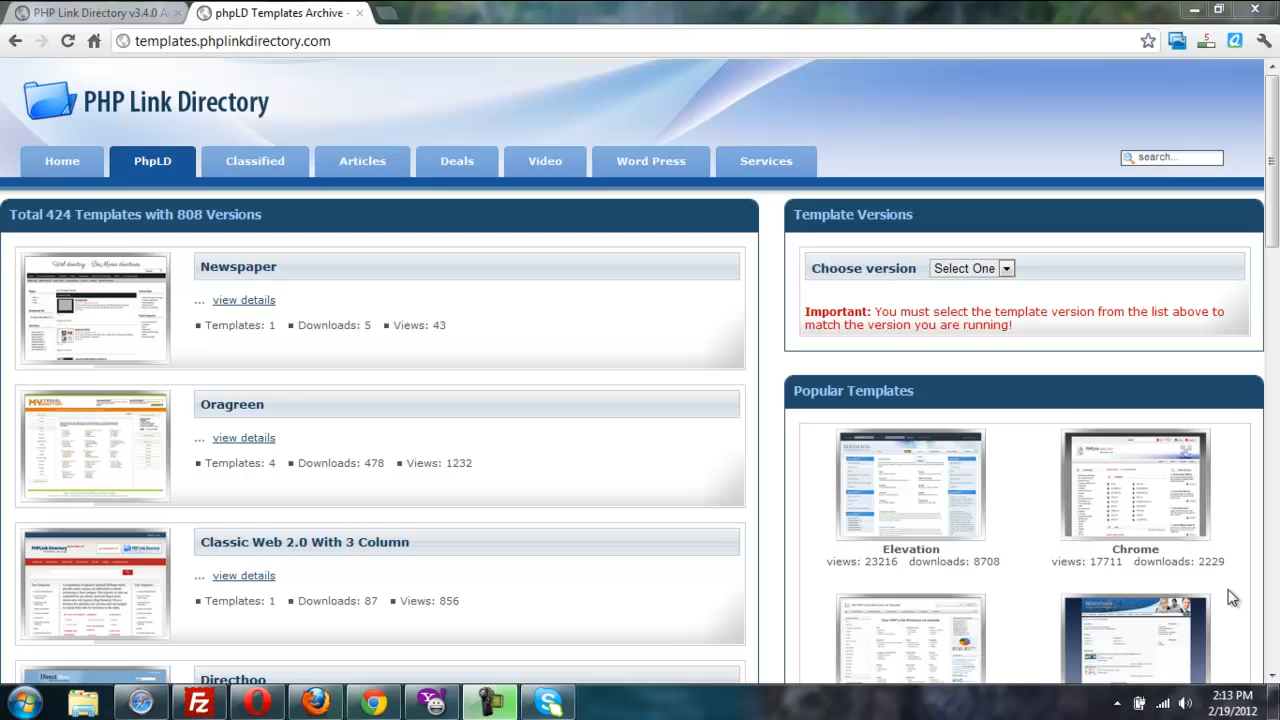 PHP Link Directory v3.4.0 A
phpLD Templates Archive -
templates.phplinkdirectory.com
5
PHP Link Directory
Home
PhpLD
Classified
Articles
Deals
Video
Word Press
Services
search...
Total 424 Templates with 808 Versions
Newspaper
... view details
Templates: 1 Downloads: 5 Views: 43
Oragreen
... view details
Templates: 4 Downloads: 478 Views: 1232
Classic Web 2.0 With 3 Column
... view details
Templates: 1 Downloads: 87 Views: 856
Directhoo
Template Versions
Choose version Select One
Important: You must select the template version from the list above to
match the version you are running!
Popular Templates
Elevation
views: 23216 downloads: 8708
Chrome
views: 17711 downloads: 2229
2:13 PM
2/19/2012